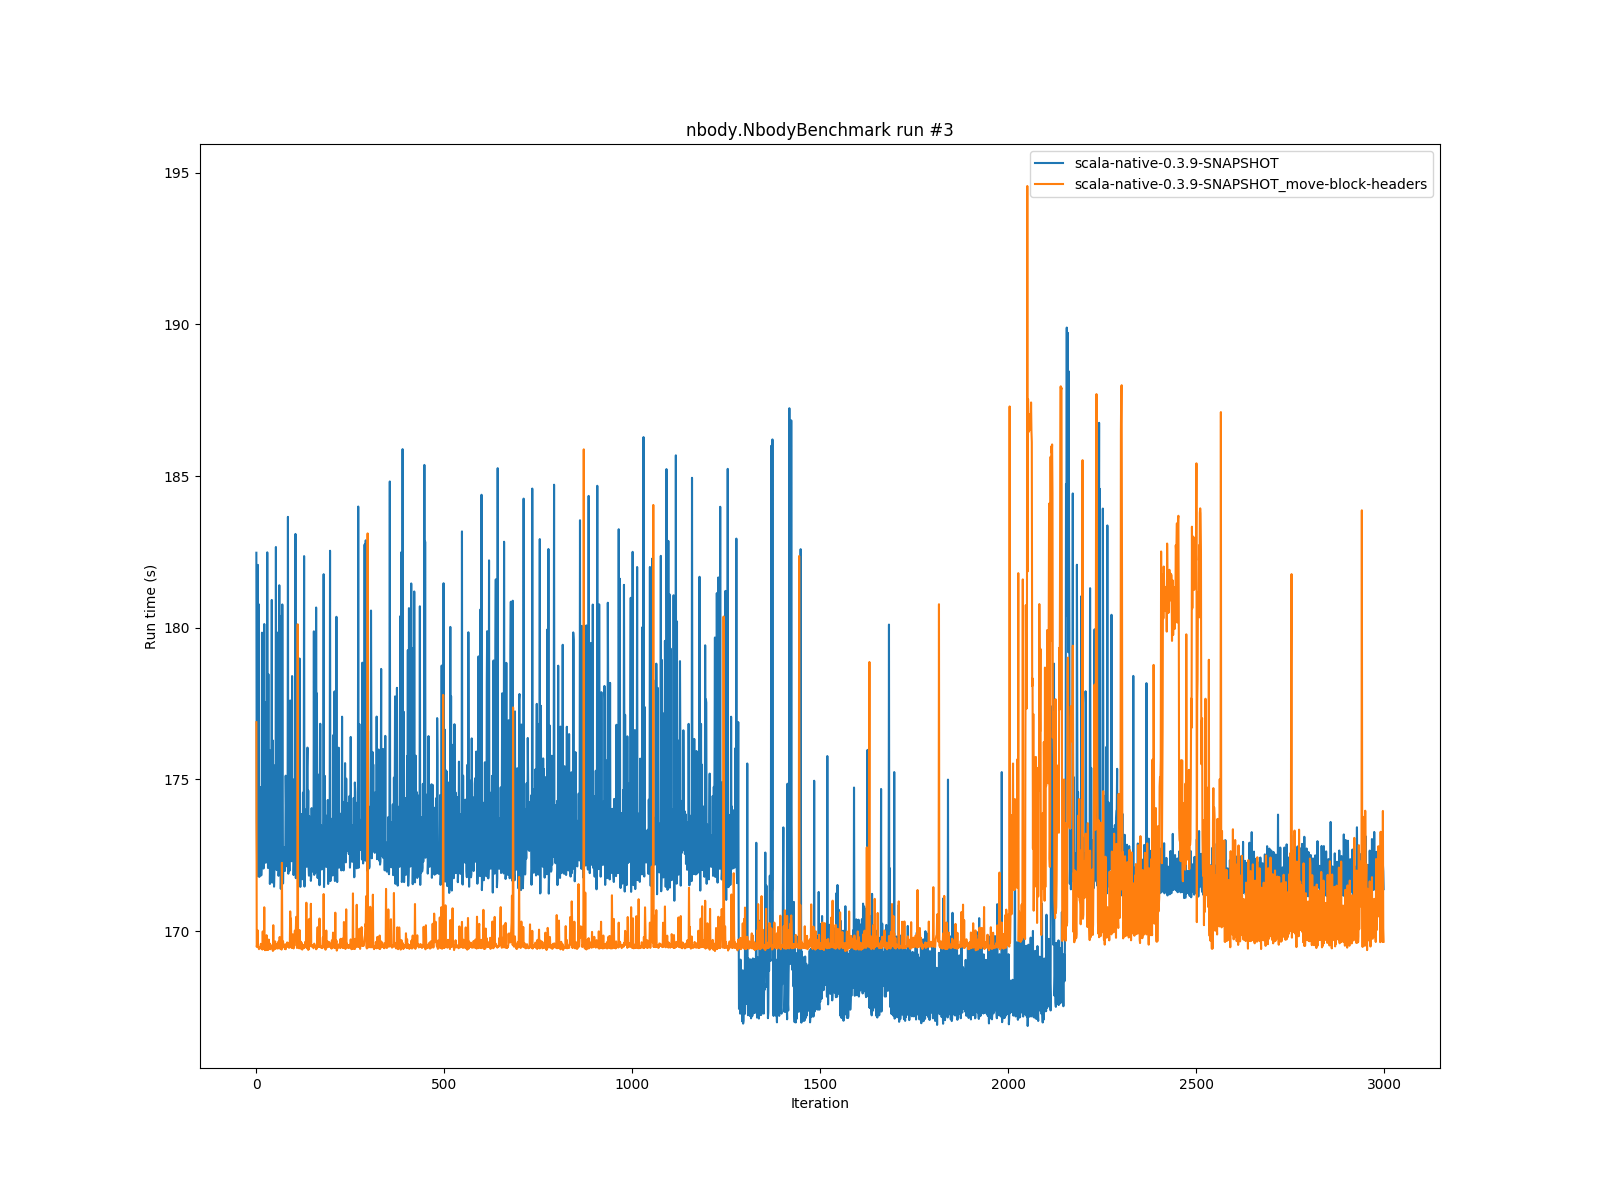 nbody.NbodyBenchmark run #3
scala-native-0.3.9-SNAPSHOT
scala-native-0.3.9-SNAPSHOT_move-block-headers
195
190
185
180
175
170
Run time (s)
0 500 1000 1500 2000 2500 3000
Iteration